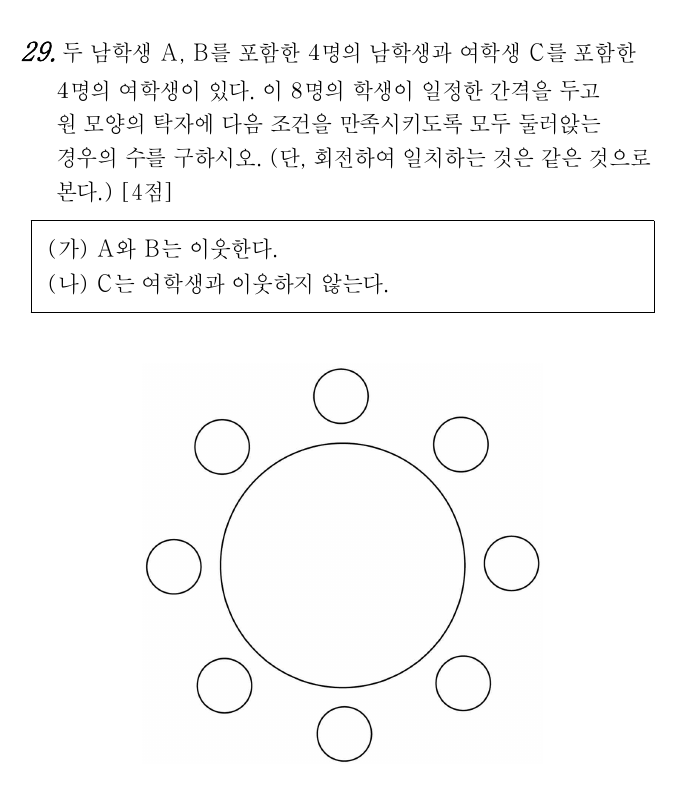 29. 두 남학생 A, B를 포함한 4명의 남학생과 여학생 C를 포함한
4명의 여학생이 있다. 이 8명의 학생이 일정한 간격을 두고
원 모양의 탁자에 다음 조건을 만족시키도록 모두 둘러앉는
경우의 수를 구하시오. (단, 회전하여 일치하는 것은 같은 것으로
본다.) [4점]
(가) A와 B는 이웃한다.
(나) C는 여학생과 이웃하지 않는다.